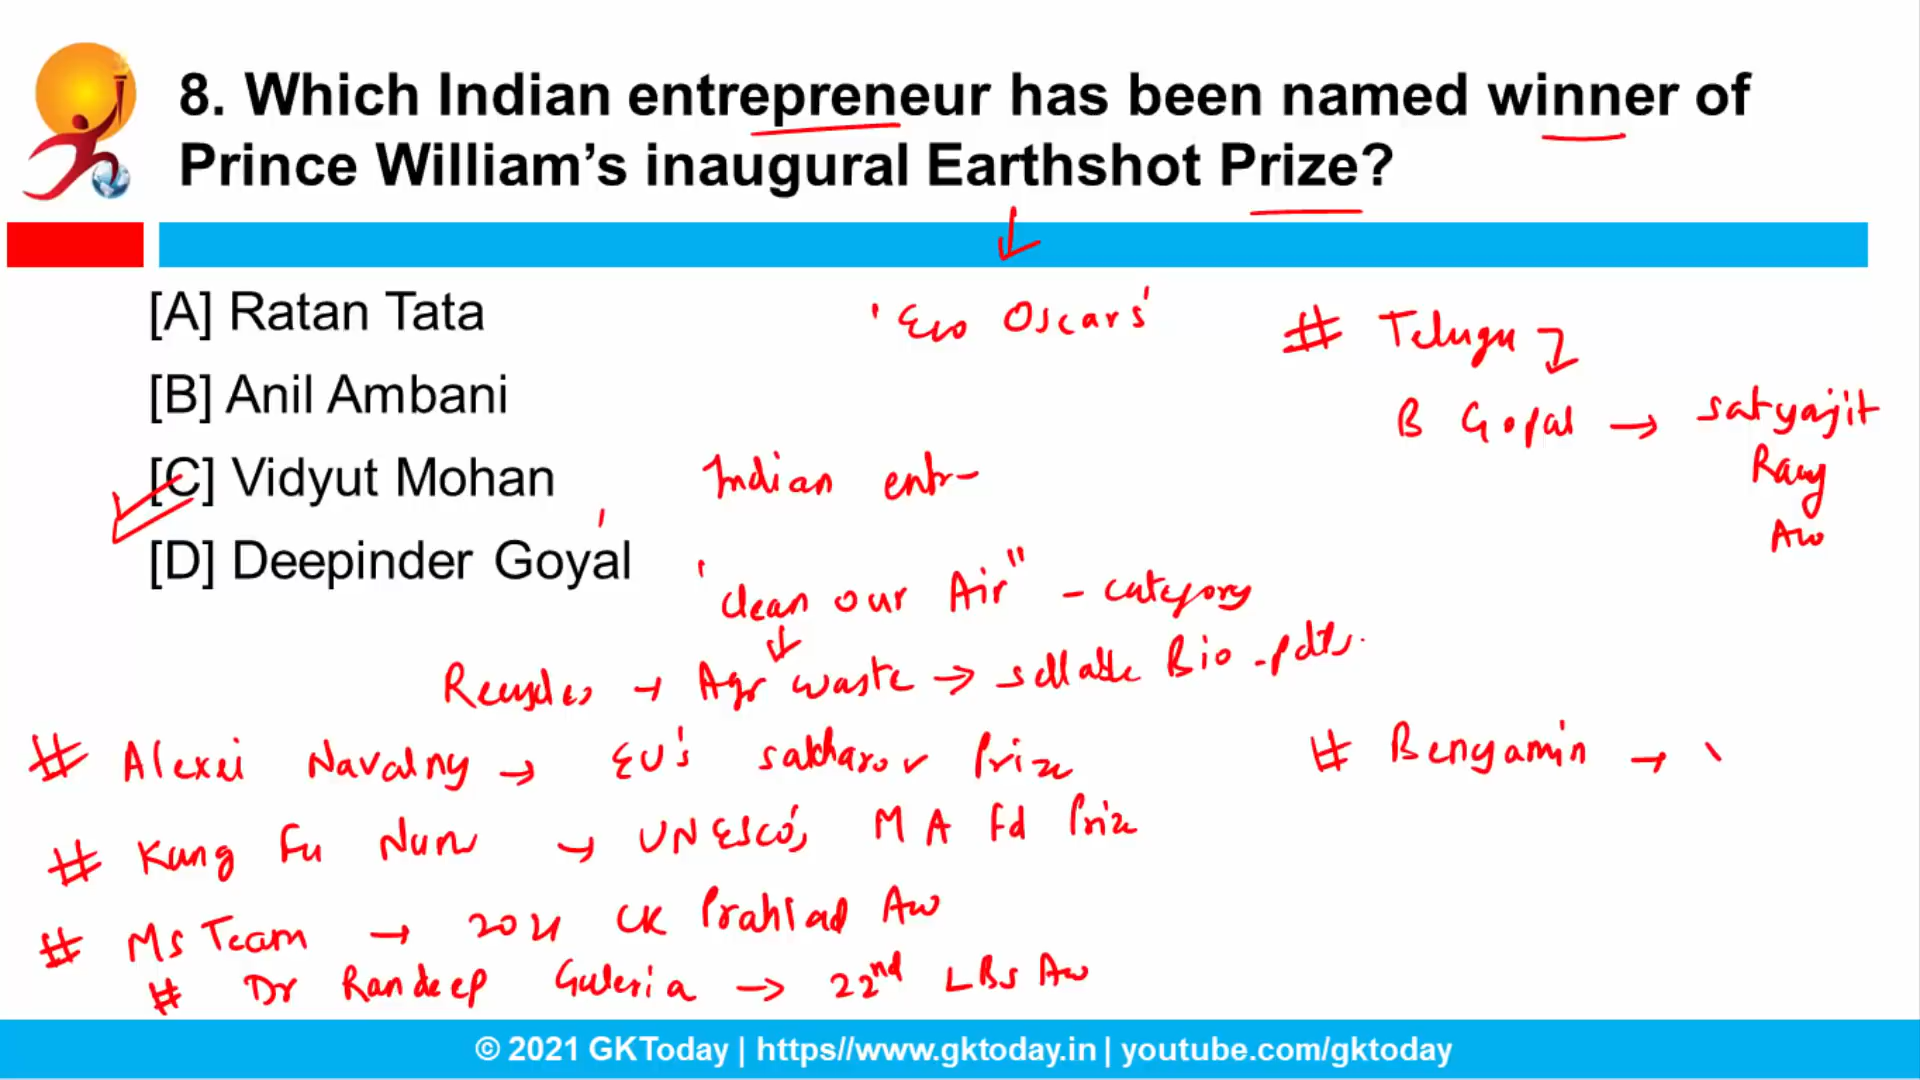 8. Which Indian entrepreneur has been named winner of
Prince William's inaugural Earthshot Prize?
[A] Ratan Tata
'Eco Oscars'
# Telugu
[B] Anil Ambani
B Gopal → Satyajit
Ray
Aw
[C] Vidyut Mohan
Indian entr-
[D] Deepinder Goyal
"clean our Air" - category
Recycles → Agr waste → sellable Bio-pdts.
# Alexei Navalny → EU's Sakharov Prize
# Benyamin →
# Kung Fu Nuns → UNESCO's M A Fd Prize
# Ms Team → 2021 CK Prahlad Aw
# Dr Randeep Guleria → 22nd LBS Aw
© 2021 GKToday | https//www.gktoday.in | youtube.com/gktoday